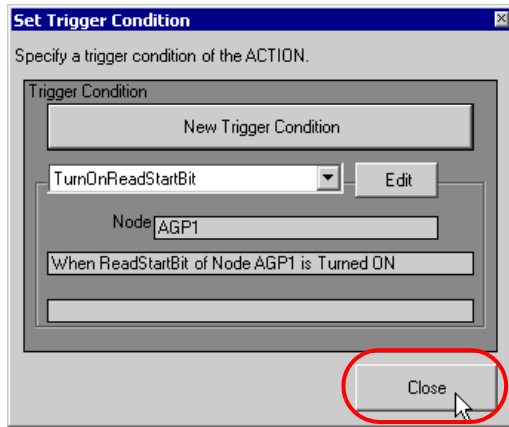 Set Trigger Condition
Specify a trigger condition of the ACTION.
Trigger Condition
New Trigger Condition
TurnOnReadStartBit
Edit
Node AGP1
When ReadStartBit of Node AGP1 is Turned ON
Close